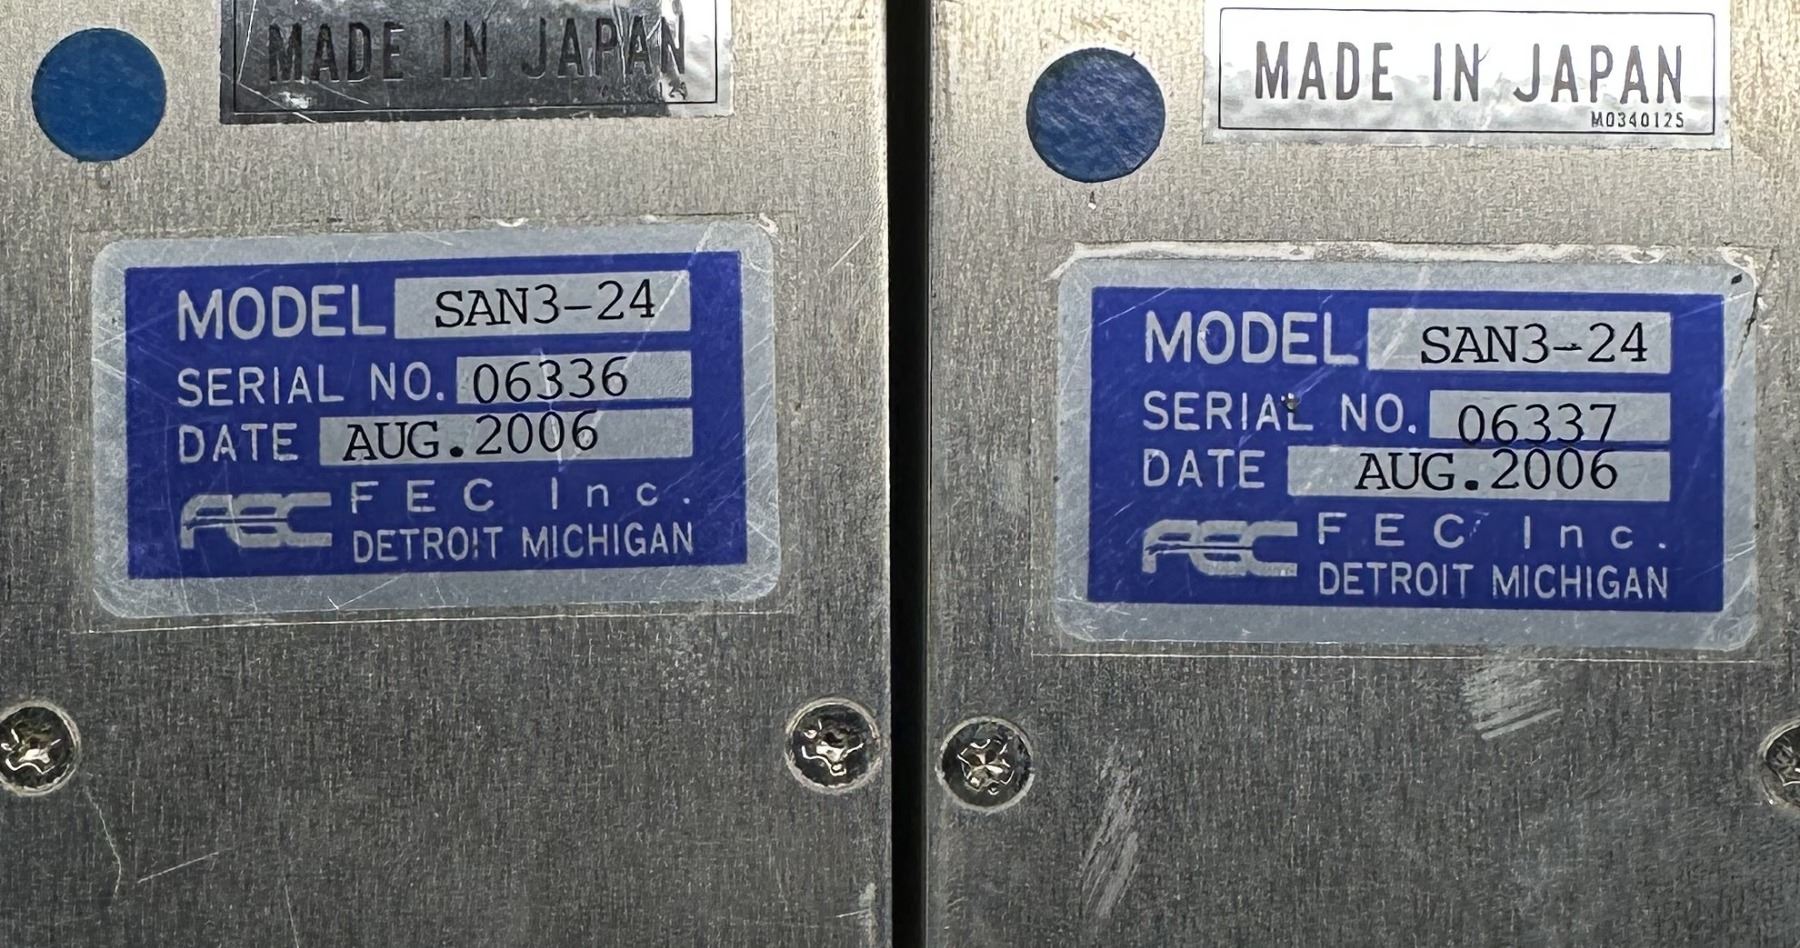 MADE IN JAPAN
MODEL SAN3-24
SERIAL NO. 06336
DATE AUG.2006
FEC FEC Inc.
DETROIT MICHIGAN
MADE IN JAPAN
M034012S
MODEL SAN3-24
SERIAL NO. 06337
DATE AUG.2006
FEC FEC Inc.
DETROIT MICHIGAN